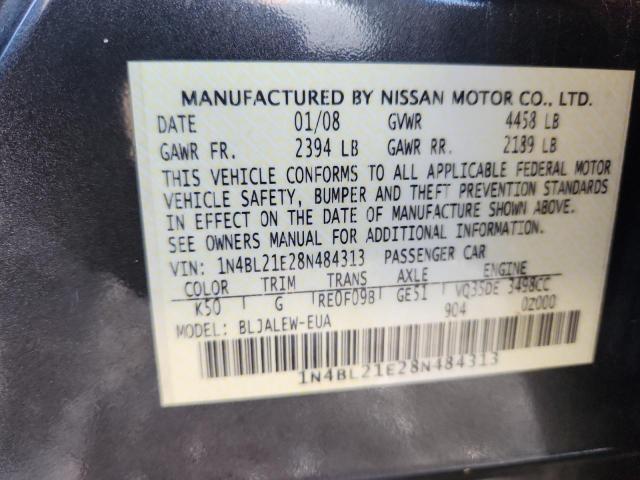 MANUFACTURED BY NISSAN MOTOR CO., LTD.
DATE 01/08 GVWR 4458 LB
GAWR FR. 2394 LB GAWR RR. 2189 LB
THIS VEHICLE CONFORMS TO ALL APPLICABLE FEDERAL MOTOR
VEHICLE SAFETY, BUMPER AND THEFT PREVENTION STANDARDS
IN EFFECT ON THE DATE OF MANUFACTURE SHOWN ABOVE.
SEE OWNERS MANUAL FOR ADDITIONAL INFORMATION.
VIN: 1N4BL21E28N484313 PASSENGER CAR
COLOR TRIM TRANS AXLE ENGINE
K50 G RE0F09B GE51 VQ35DE 3498CC
MODEL: BLJALEW-EUA 904 0Z000
1N4BL21E28N484313